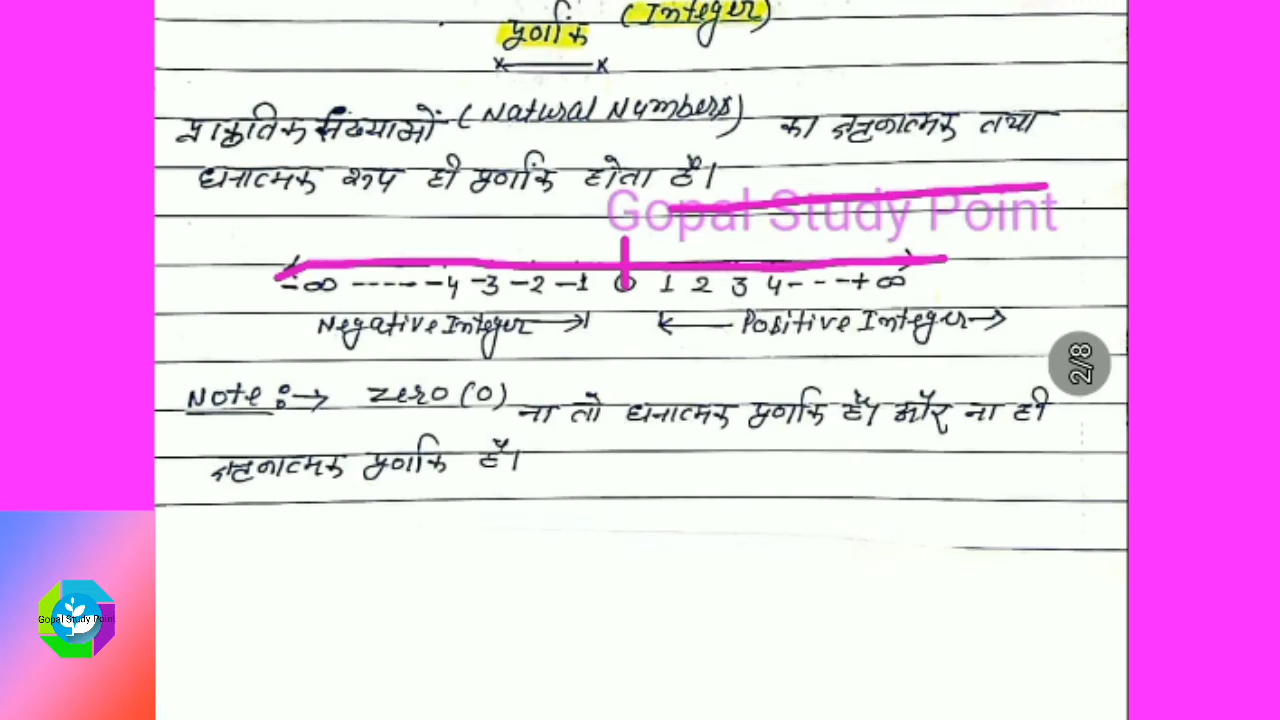 पूर्णांक (Integer)
प्राकृतिक संख्याओं (Natural Numbers) का ऋणात्मक तथा
धनात्मक रूप ही पूर्णांक होता है।
Gopal Study Point
-∞ ----- -4 -3 -2 -1 0 1 2 3 4 - - - + ∞
Negative Integer → ← Positive Integer →
Note :→ Zero (0) ना तो धनात्मक पूर्णांक है। और ना ही
ऋणात्मक पूर्णांक है।
2/8
Gopal Study Point